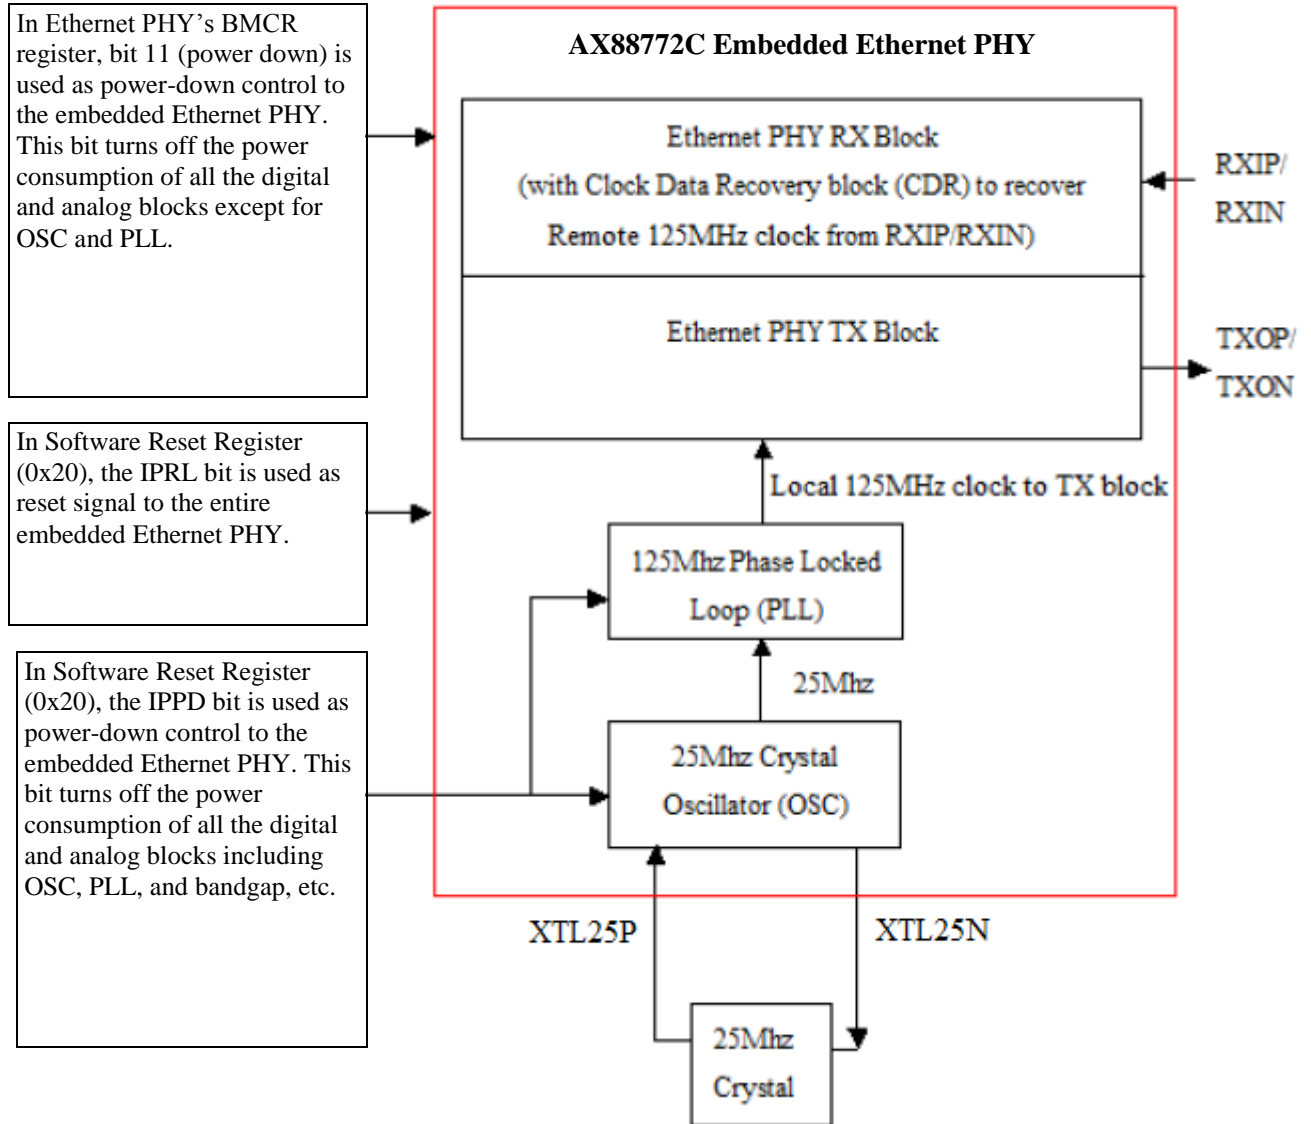 In Ethernet PHY's BMCR
register, bit 11 (power down) is
used as power-down control to
the embedded Ethernet PHY.
This bit turns off the power
consumption of all the digital
and analog blocks except for
OSC and PLL.
In Software Reset Register
(0x20), the IPRL bit is used as
reset signal to the entire
embedded Ethernet PHY.
In Software Reset Register
(0x20), the IPPD bit is used as
power-down control to the
embedded Ethernet PHY. This
bit turns off the power
consumption of all the digital
and analog blocks including
OSC, PLL, and bandgap, etc.
AX88772C Embedded Ethernet PHY
Ethernet PHY RX Block
(with Clock Data Recovery block (CDR) to recover
Remote 125MHz clock from RXIP/RXIN)
RXIP/
RXIN
Ethernet PHY TX Block
TXOP/
TXON
Local 125MHz clock to TX block
125Mhz Phase Locked
Loop (PLL)
25Mhz
25Mhz Crystal
Oscillator (OSC)
XTL25P
XTL25N
25Mhz
Crystal